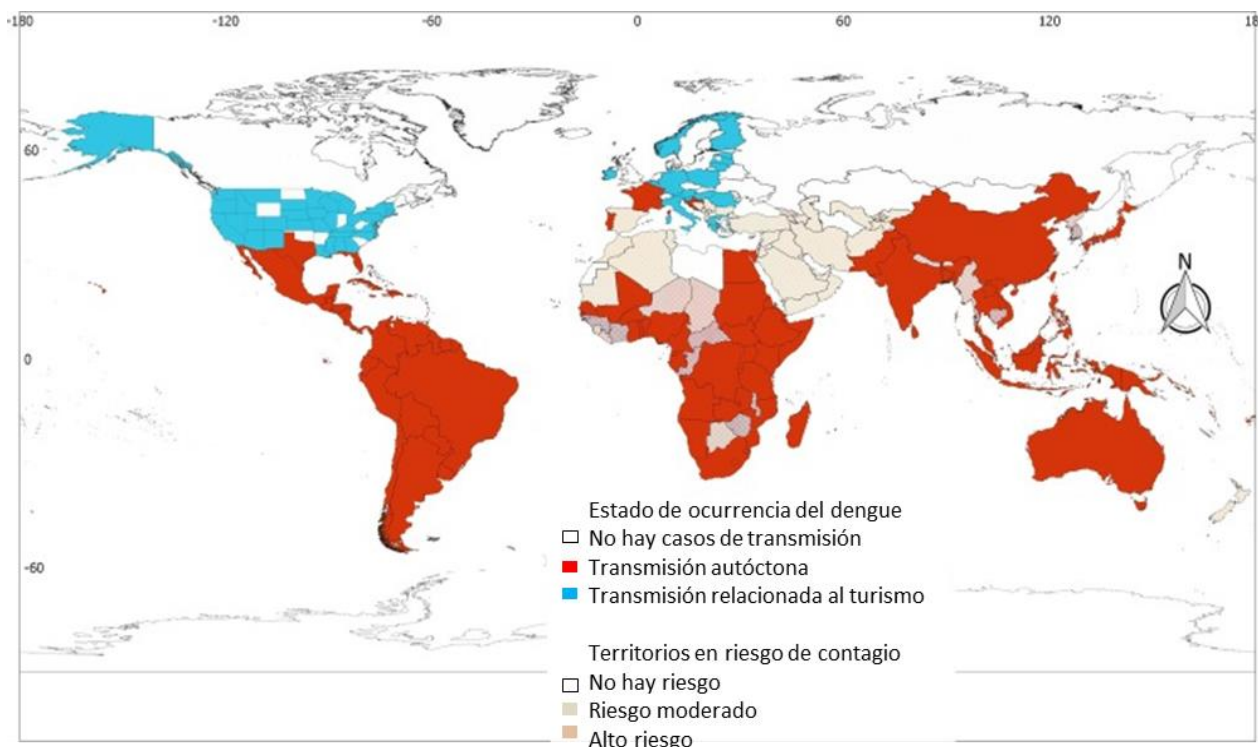 -180 -120 -60 0 60 120 18
60
0
-60
N
Estado de ocurrencia del dengue
No hay casos de transmisión
Transmisión autóctona
Transmisión relacionada al turismo
Territorios en riesgo de contagio
No hay riesgo
Riesgo moderado
Alto riesgo